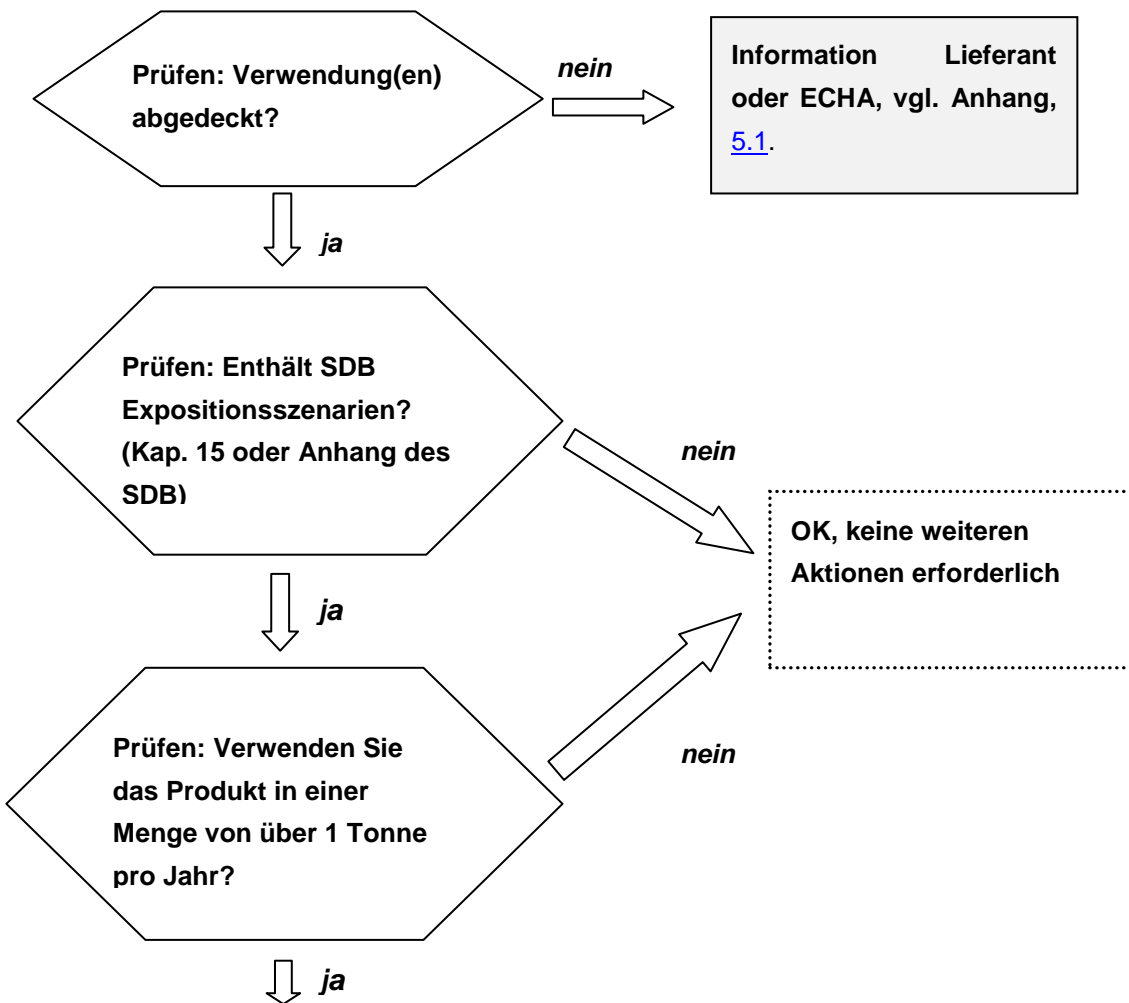 Prüfen: Verwendung(en)
abgedeckt?
nein
Information Lieferant
oder ECHA, vgl. Anhang,
5.1.
ja
Prüfen: Enthält SDB
Expositionsszenarien?
(Kap. 15 oder Anhang des
SDB)
nein
OK, keine weiteren
Aktionen erforderlich
ja
Prüfen: Verwenden Sie
das Produkt in einer
Menge von über 1 Tonne
pro Jahr?
nein
ja